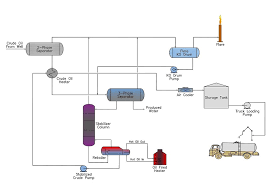 Crude Oil
From Well
2-Phase
Separator
Crude Oil
Heater
Flare
KO Drum
Flare
KO Drum
Pump
3-Phase
Separator
Produced
Water
Air Cooler
Storage Tank
Truck Loading
Pump
Stabilizer
Column
Hot Oil Out
Hot Oil In
Reboiler
Stabilized
Crude Pump
Oil Fired
Heater